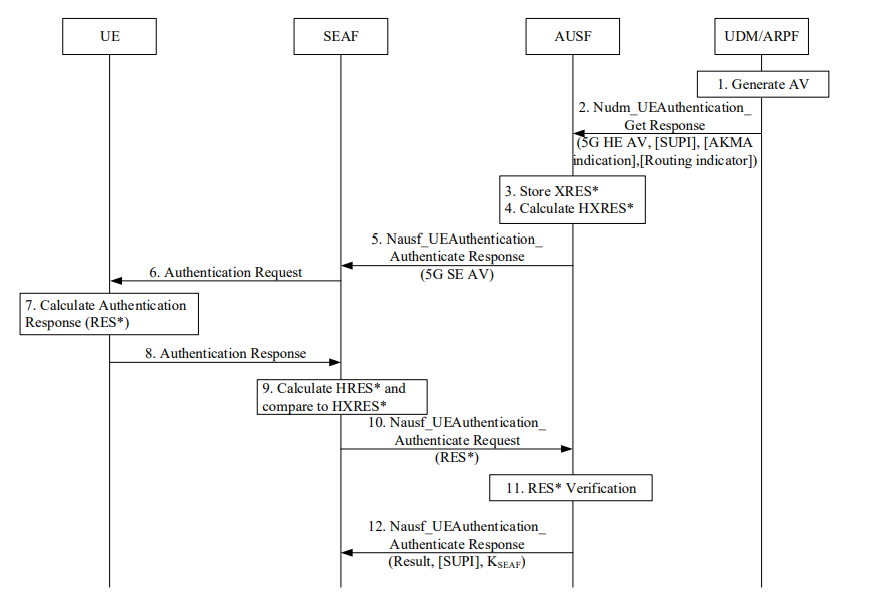 UE
SEAF
AUSF
UDM/ARPF
1. Generate AV
2. Nudm_UEAuthentication_
Get Response
(5G HE AV, [SUPI], [AKMA
indication],[Routing indicator])
3. Store XRES*
4. Calculate HXRES*
5. Nausf_UEAuthentication_
Authenticate Response
(5G SE AV)
6. Authentication Request
7. Calculate Authentication
Response (RES*)
8. Authentication Response
9. Calculate HRES* and
compare to HXRES*
10. Nausf_UEAuthentication_
Authenticate Request
(RES*)
11. RES* Verification
12. Nausf_UEAuthentication_
Authenticate Response
(Result, [SUPI], KSEAF)